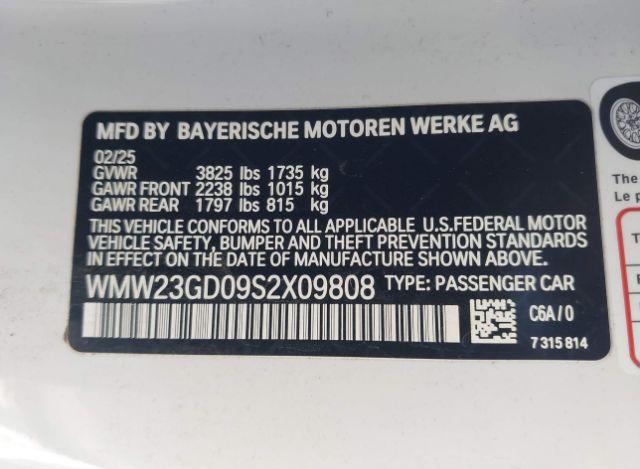 MFD BY BAYERISCHE MOTOREN WERKE AG
02/25
GVWR 3825 lbs 1735 kg
GAWR FRONT 2238 lbs 1015 kg
GAWR REAR 1797 lbs 815 kg
THIS VEHICLE CONFORMS TO ALL APPLICABLE U.S.FEDERAL MOTOR
VEHICLE SAFETY, BUMPER AND THEFT PREVENTION STANDARDS
IN EFFECT ON THE DATE OF MANUFACTURE SHOWN ABOVE.
WMW23GD09S2X09808 TYPE: PASSENGER CAR
C6A/0
7315814
The
Le p